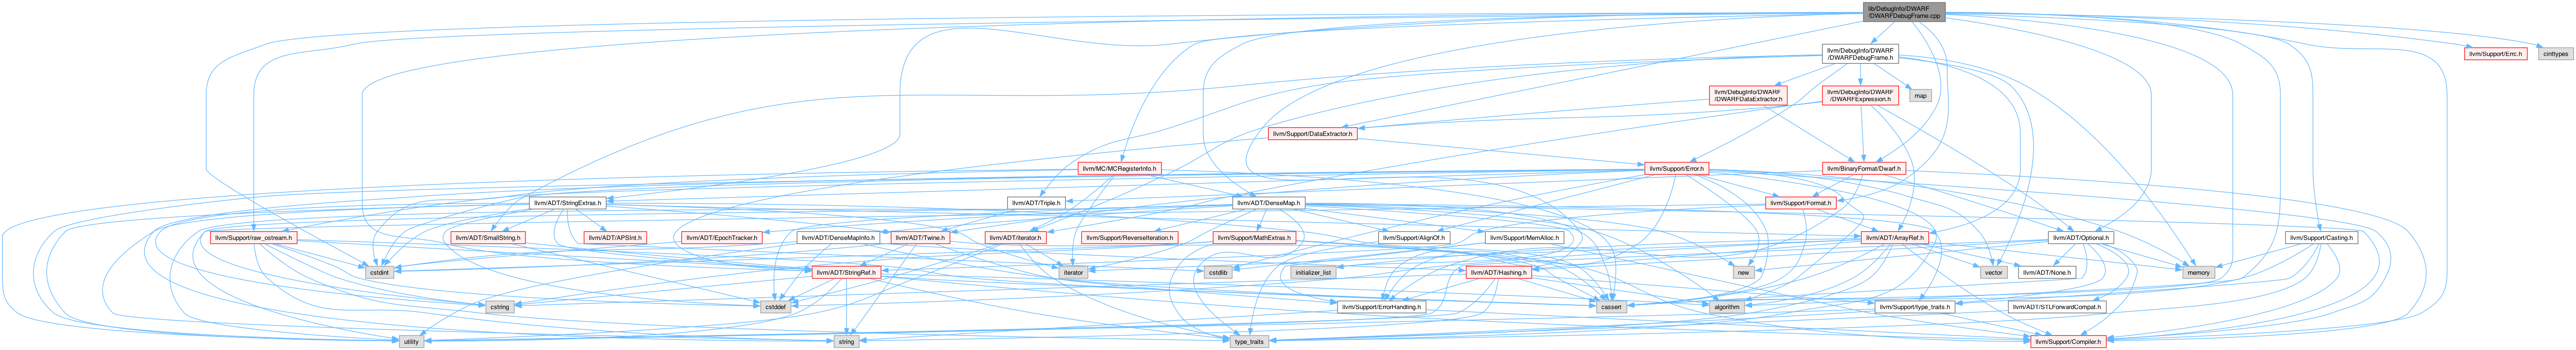 lib/DebugInfo/DWARF
/DWARFDebugFrame.cpp
llvm/DebugInfo/DWARF
/DWARFDebugFrame.h
llvm/Support/Errc.h
cinttypes
llvm/DebugInfo/DWARF
/DWARFDataExtractor.h
llvm/DebugInfo/DWARF
/DWARFExpression.h
map
llvm/Support/DataExtractor.h
llvm/MC/MCRegisterInfo.h
llvm/Support/Error.h
llvm/BinaryFormat/Dwarf.h
llvm/ADT/StringExtras.h
llvm/ADT/Triple.h
llvm/ADT/DenseMap.h
llvm/Support/Format.h
llvm/Support/raw_ostream.h
llvm/ADT/SmallString.h
llvm/ADT/APSInt.h
llvm/ADT/EpochTracker.h
llvm/ADT/DenseMapInfo.h
llvm/ADT/Twine.h
llvm/ADT/iterator.h
llvm/Support/ReverseIteration.h
llvm/Support/MathExtras.h
llvm/Support/AlignOf.h
llvm/Support/MemAlloc.h
llvm/ADT/ArrayRef.h
llvm/ADT/Optional.h
llvm/Support/Casting.h
cstdint
llvm/ADT/StringRef.h
iterator
cstdlib
initializer_list
llvm/ADT/Hashing.h
new
vector
llvm/ADT/None.h
memory
cstring
cstddef
llvm/Support/ErrorHandling.h
cassert
algorithm
llvm/Support/type_traits.h
llvm/ADT/STLForwardCompat.h
utility
string
type_traits
llvm/Support/Compiler.h